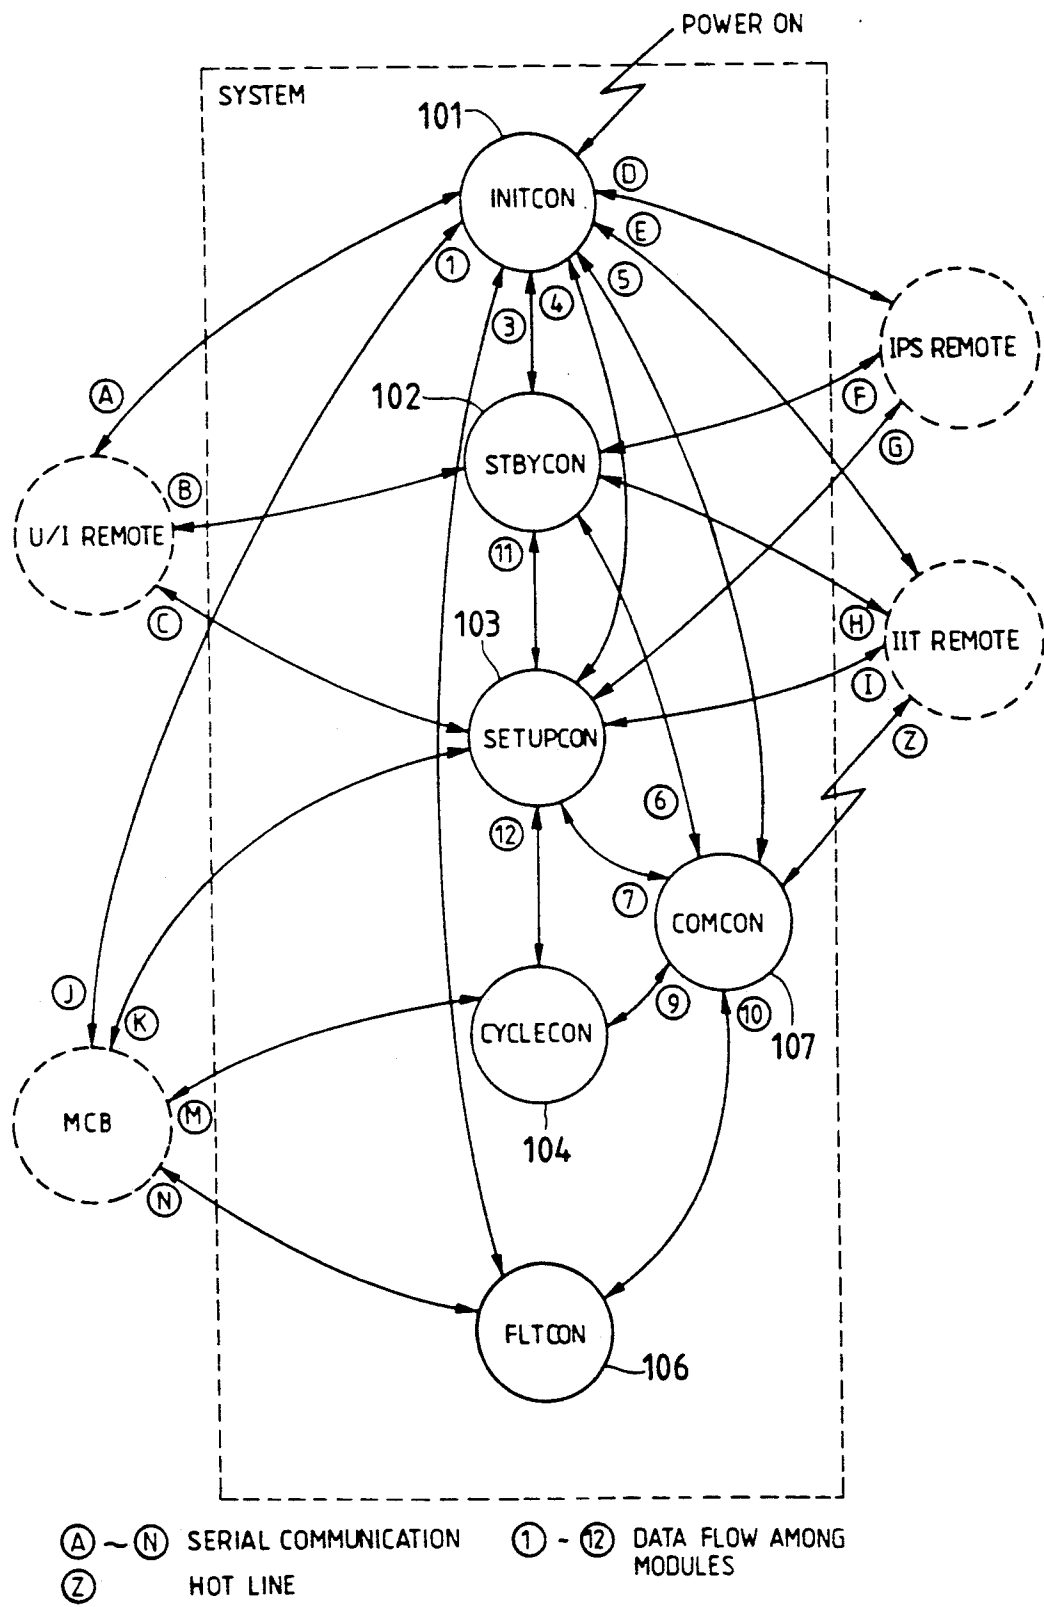 POWER ON
SYSTEM
101
INITCON
D
E
1
5
4
3
IPS REMOTE
A
102
F
G
STBYCON
B
U/I REMOTE
11
C
103
H
IIT REMOTE
I
SETUPCON
Z
6
12
7
COMCON
J
K
9
10
CYCLECON
107
MCB
M
104
N
FLTCON
106
A ~ N SERIAL COMMUNICATION
1 - 12 DATA FLOW AMONG
MODULES
Z HOT LINE